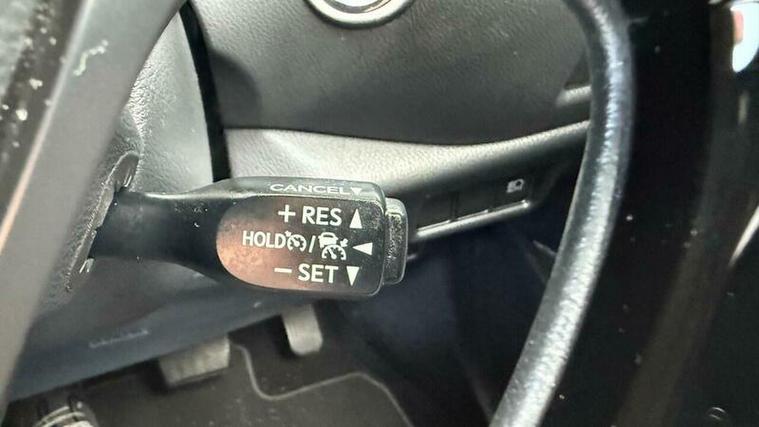 CANCEL▼
+ RES ▲
HOLD / ◀
− SET ▼